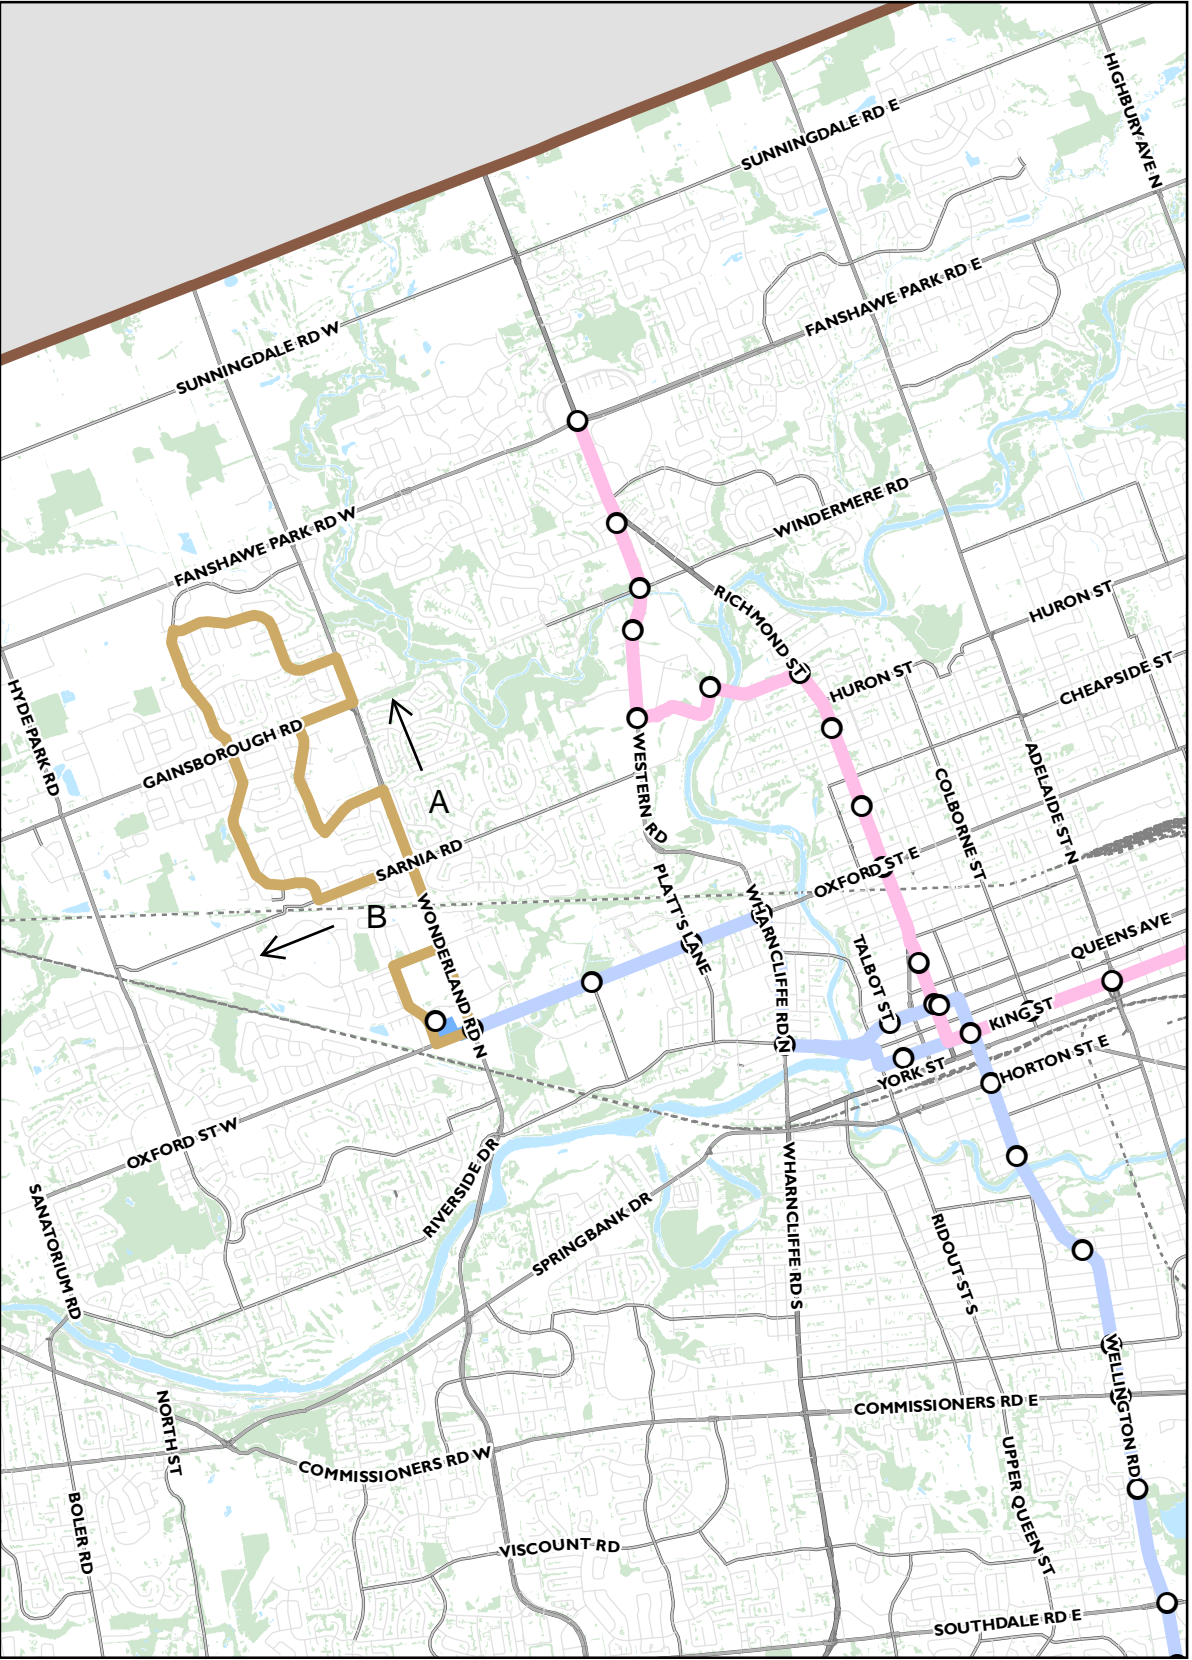 HIGHBURY AVE N
SUNNINGDALE RD E
FANSHAWE PARK RD E
SUNNINGDALE RD W
WINDERMERE RD
FANSHAWE PARK RD W
RICHMOND ST
HURON ST
HURON ST
CHEAPSIDE ST
HYDE PARK RD
GAINSBOROUGH RD
WESTERN RD
COLBORNE ST
ADELAIDE ST N
A
SARNIA RD
PLATT'S LANE
OXFORD ST E
WHARNCLIFFE RD N
B
WONDERLAND RD N
TALBOT ST
QUEENS AVE
KING ST
YORK ST
HORTON ST E
OXFORD ST W
RIVERSIDE DR
SANATORIUM RD
SPRINGBANK DR
WHARNCLIFFE RD S
RIDOUT ST S
WELLINGTON RD
NORTH ST
COMMISSIONERS RD E
COMMISSIONERS RD W
UPPER QUEEN ST
BOLER RD
VISCOUNT RD
SOUTHDALE RD E